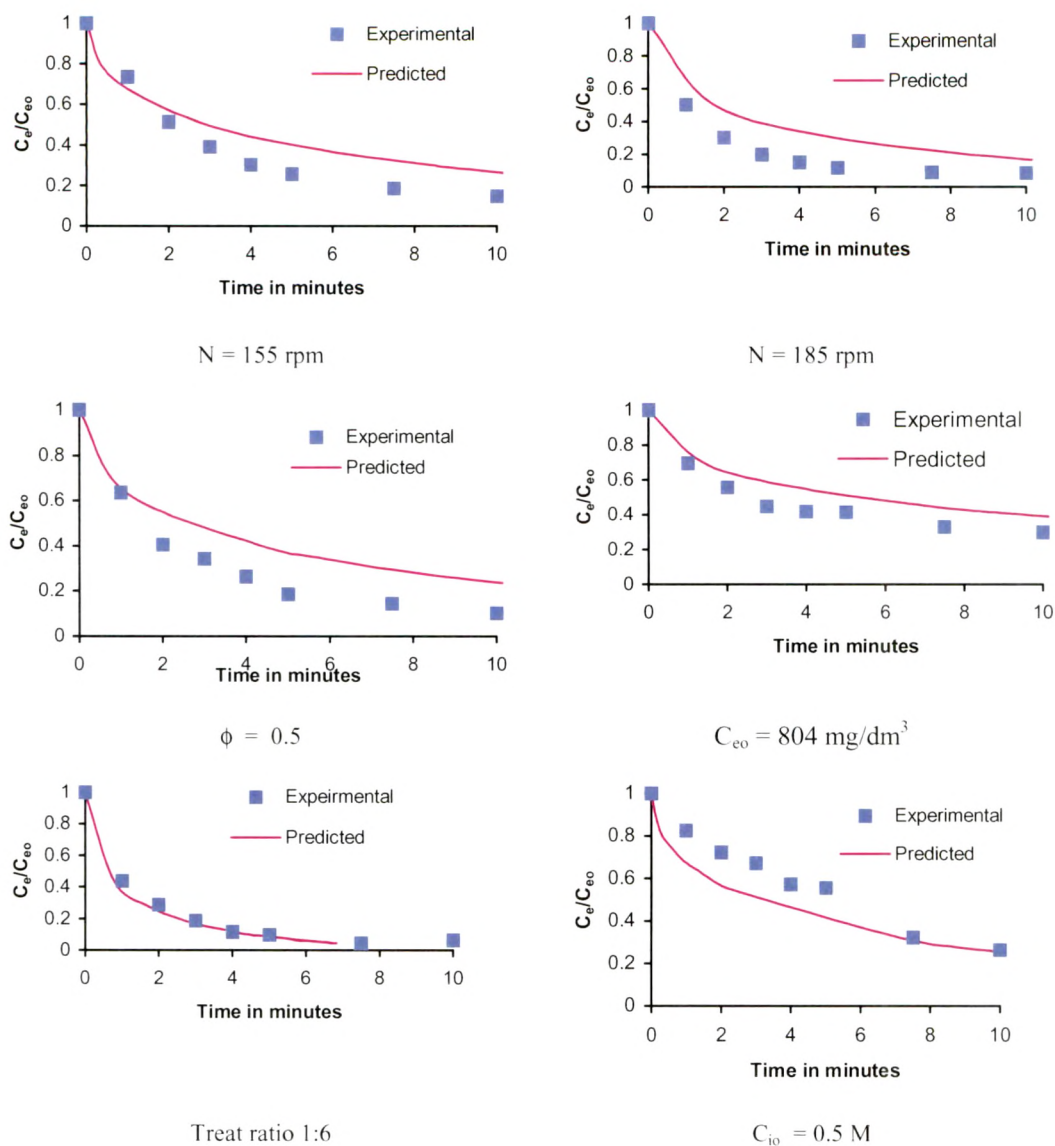 1
0.8
0.6
0.4
0.2
0
Cₑ/Cₑₒ
Experimental
Predicted
0 2 4 6 8 10
Time in minutes
N = 155 rpm
1
0.8
0.6
0.4
0.2
0
Cₑ/Cₑₒ
Experimental
Predicted
0 2 4 6 8 10
Time in minutes
N = 185 rpm
1
0.8
0.6
0.4
0.2
0
Cₑ/Cₑₒ
Experimental
Predicted
0 2 4 6 8 10
Time in minutes
ϕ = 0.5
1
0.8
0.6
0.4
0.2
0
Cₑ/Cₑₒ
Experimental
Predicted
0 2 4 6 8 10
Time in minutes
Cₑₒ = 804 mg/dm³
1
0.8
0.6
0.4
0.2
0
Cₑ/Cₑₒ
Expeirmental
Predicted
0 2 4 6 8 10
Time in minutes
Treat ratio 1:6
1
0.8
0.6
0.4
0.2
0
Cₑ/Cₑₒ
Experimental
Predicted
0 2 4 6 8 10
Time in minutes
Cᵢₒ = 0.5 M